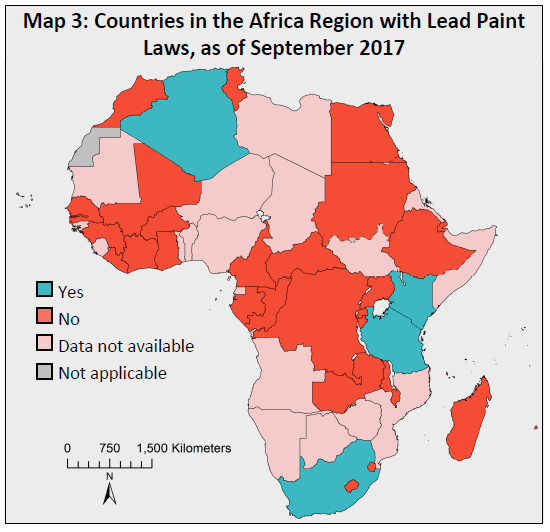 Map 3: Countries in the Africa Region with Lead Paint
Laws, as of September 2017
Yes
No
Data not available
Not applicable
0 750 1,500 Kilometers
N